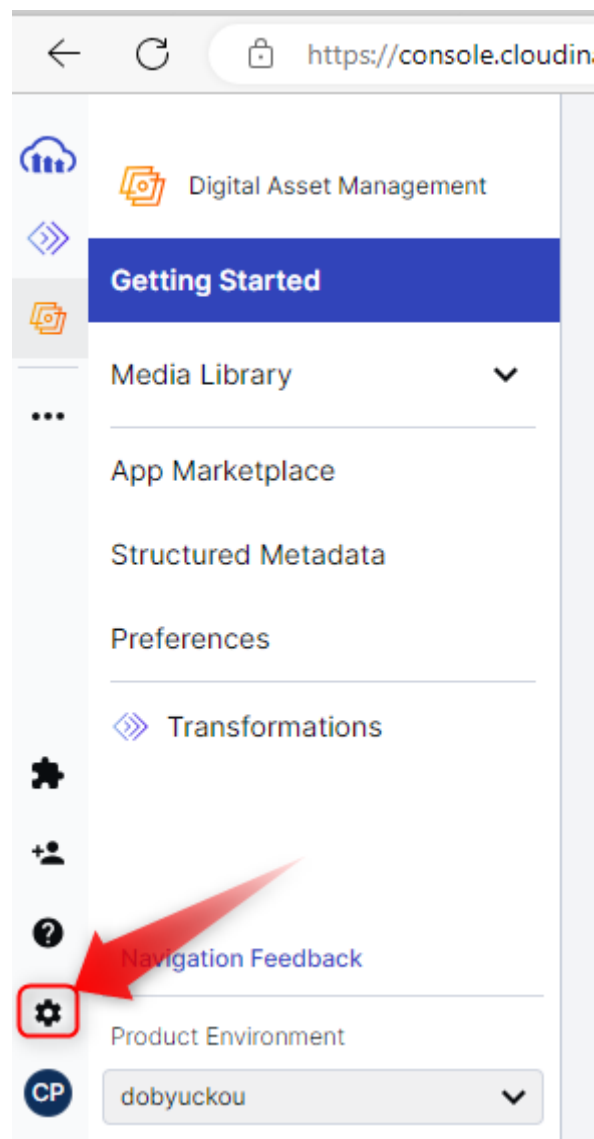 https://console.cloudin
Digital Asset Management
Getting Started
Media Library
App Marketplace
Structured Metadata
Preferences
Transformations
Navigation Feedback
Product Environment
CP
dobyuckou